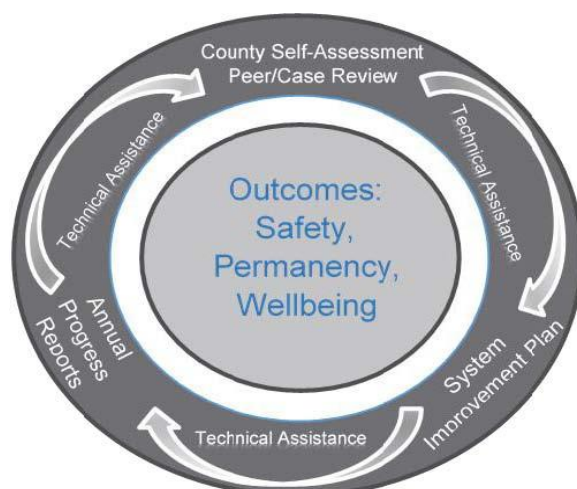 County Self-Assessment
Peer/Case Review
Technical Assistance
System
Improvement Plan
Technical Assistance
Annual
Progress
Reports
Technical Assistance
Outcomes:
Safety,
Permanency,
Wellbeing